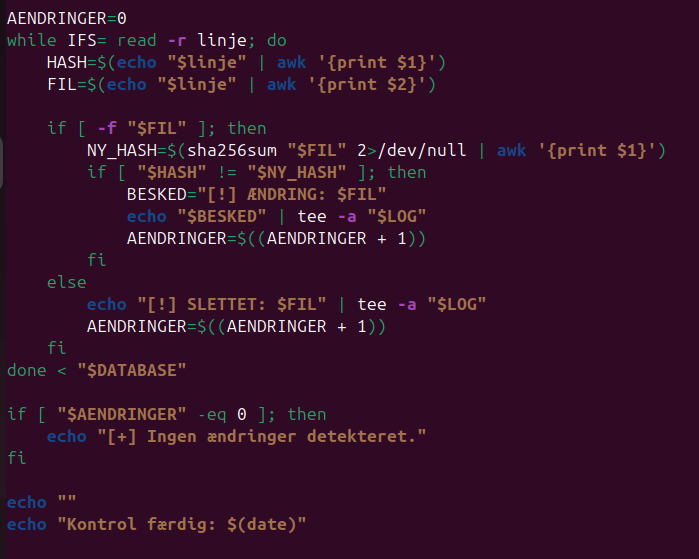 AENDRINGER=0
while IFS= read -r linje; do
    HASH=$(echo "$linje" | awk '{print $1}')
    FIL=$(echo "$linje" | awk '{print $2}')

    if [ -f "$FIL" ]; then
        NY_HASH=$(sha256sum "$FIL" 2>/dev/null | awk '{print $1}')
        if [ "$HASH" != "$NY_HASH" ]; then
            BESKED="[!] ÆNDRING: $FIL"
            echo "$BESKED" | tee -a "$LOG"
            AENDRINGER=$((AENDRINGER + 1))
        fi
    else
        echo "[!] SLETTET: $FIL" | tee -a "$LOG"
        AENDRINGER=$((AENDRINGER + 1))
    fi
done < "$DATABASE"

if [ "$AENDRINGER" -eq 0 ]; then
    echo "[+] Ingen ændringer detekteret."
fi

echo ""
echo "Kontrol færdig: $(date)"